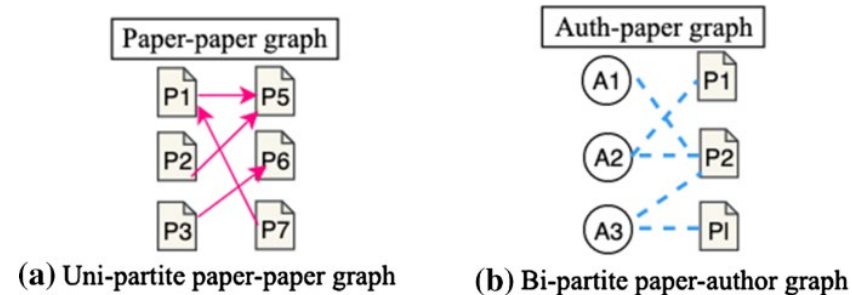 Paper-paper graph
P1 P5
P2 P6
P3 P7
(a) Uni-partite paper-paper graph
Auth-paper graph
A1 P1
A2 P2
A3 Pl
(b) Bi-partite paper-author graph